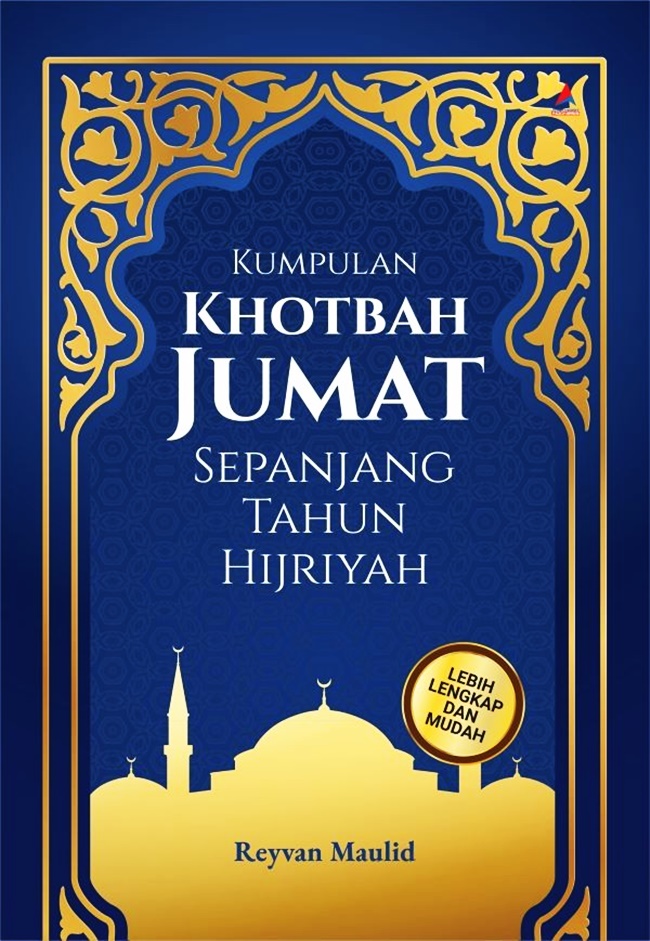 KUMPULAN
KHOTBAH
JUMAT
SEPANJANG
TAHUN
HIJRIYAH
LEBIH
LENGKAP
DAN
MUDAH
Reyvan Maulid